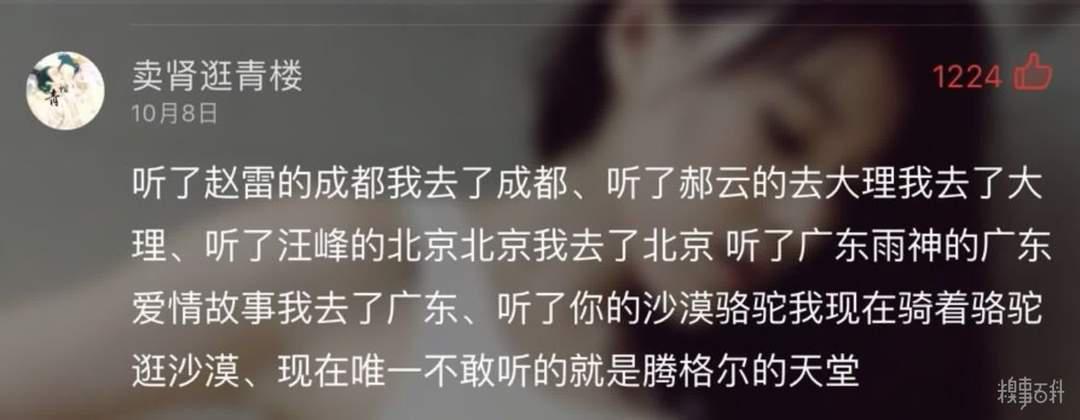 卖肾逛青楼
1224
10月8日
听了赵雷的成都我去了成都、听了郝云的去大理我去了大
理、听了汪峰的北京北京我去了北京 听了广东雨神的广东
爱情故事我去了广东、听了你的沙漠骆驼我现在骑着骆驼
逛沙漠、现在唯一不敢听的就是腾格尔的天堂
糗事百科